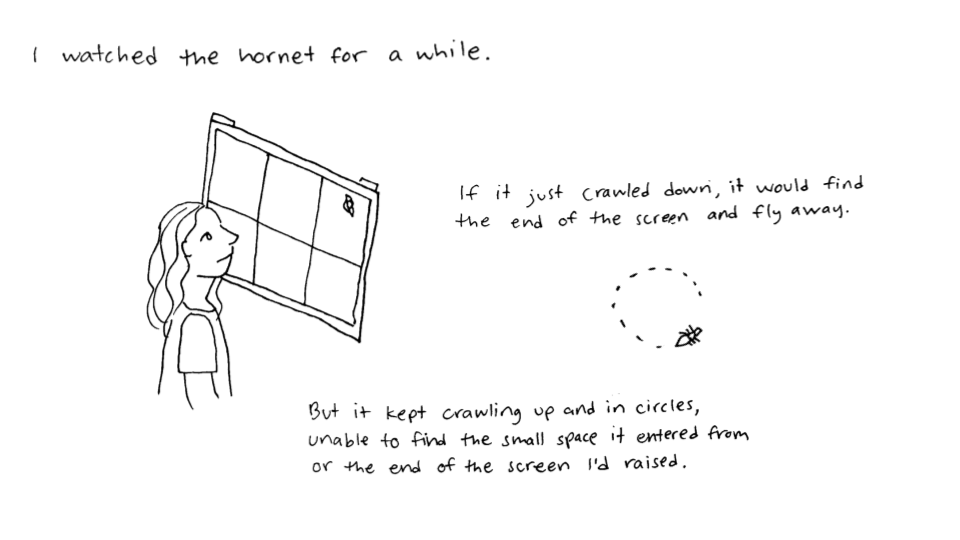 I watched the hornet for a while.
If it just crawled down, it would find
the end of the screen and fly away.
But it kept crawling up and in circles,
unable to find the small space it entered from
or the end of the screen I'd raised.